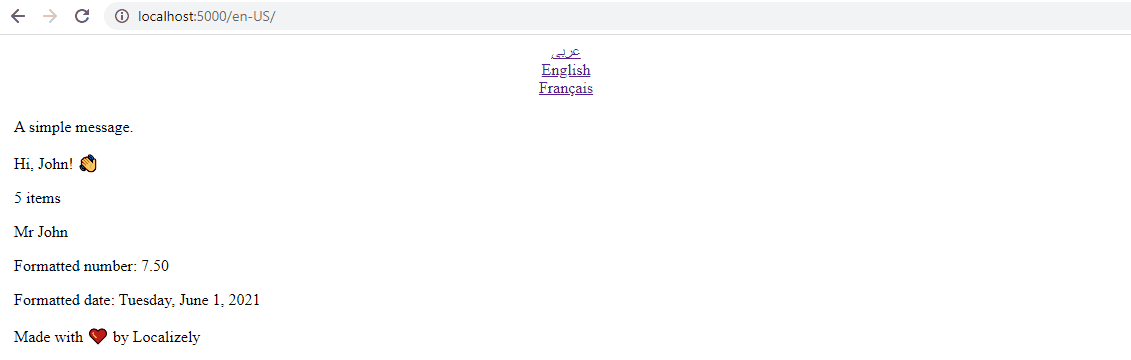 localhost:5000/en-US/
عربى
English
Français
A simple message.
Hi, John! 👋
5 items
Mr John
Formatted number: 7.50
Formatted date: Tuesday, June 1, 2021
Made with ❤️ by Localizely